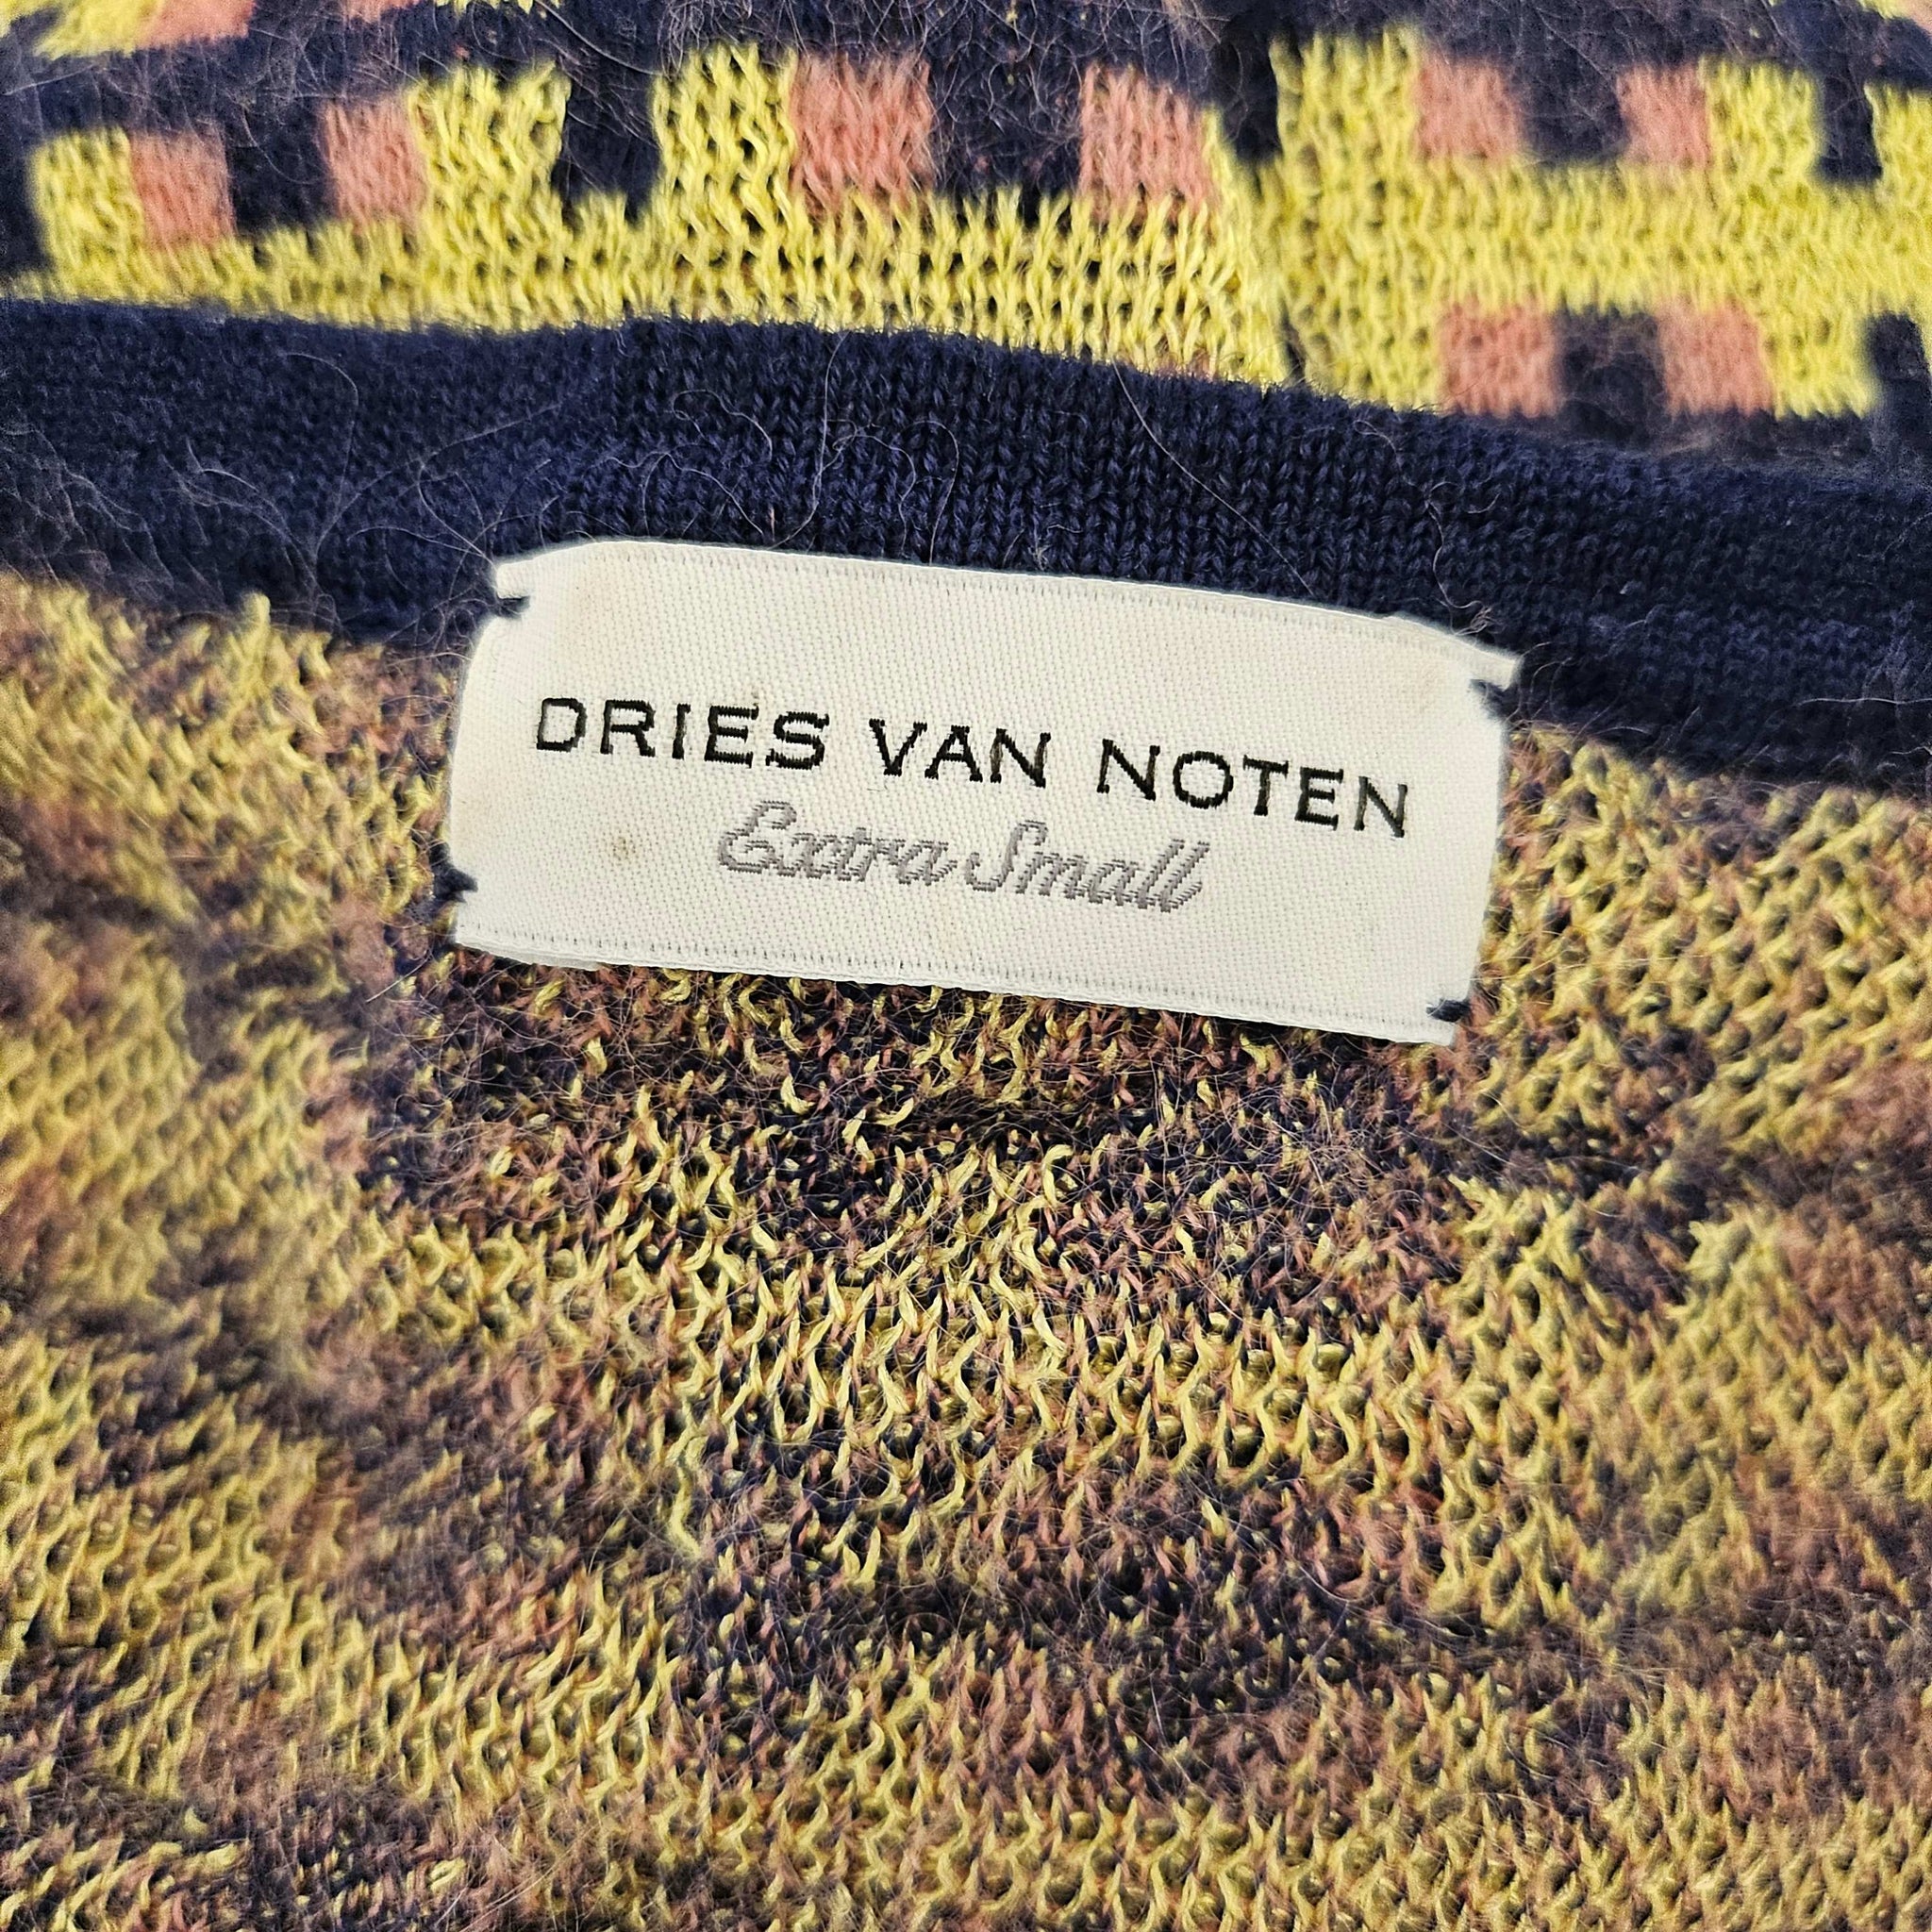 DRIES VAN NOTEN
Extra Small